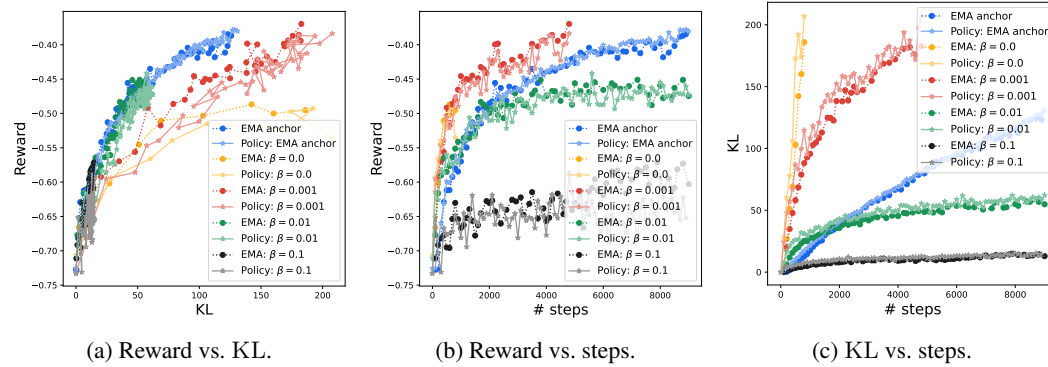 −0.40
−0.45
−0.50
−0.55
−0.60
−0.65
−0.70
−0.75
Reward
0
50
100
150
200
KL
EMA anchor
Policy: EMA anchor
EMA: β = 0.0
Policy: β = 0.0
EMA: β = 0.001
Policy: β = 0.001
EMA: β = 0.01
Policy: β = 0.01
EMA: β = 0.1
Policy: β = 0.1
(a) Reward vs. KL.
−0.40
−0.45
−0.50
−0.55
−0.60
−0.65
−0.70
−0.75
Reward
0
2000
4000
6000
8000
# steps
EMA anchor
Policy: EMA anchor
EMA: β = 0.0
Policy: β = 0.0
EMA: β = 0.001
Policy: β = 0.001
EMA: β = 0.01
Policy: β = 0.01
EMA: β = 0.1
Policy: β = 0.1
(b) Reward vs. steps.
200
150
100
50
0
KL
0
2000
4000
6000
8000
# steps
EMA anchor
Policy: EMA anchor
EMA: β = 0.0
Policy: β = 0.0
EMA: β = 0.001
Policy: β = 0.001
EMA: β = 0.01
Policy: β = 0.01
EMA: β = 0.1
Policy: β = 0.1
(c) KL vs. steps.